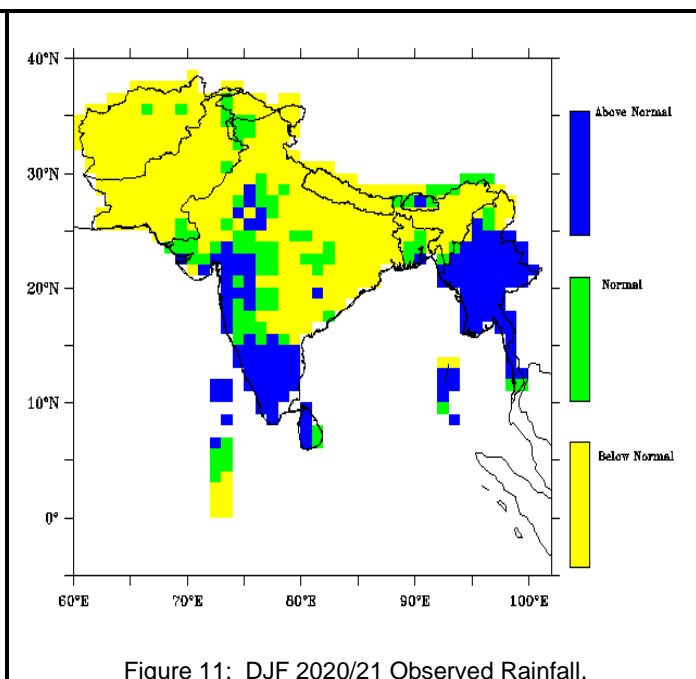 40°N
30°N
20°N
10°N
0°
60°E 70°E 80°E 90°E 100°E
Above Normal
Normal
Below Normal
Figure 11: DJF 2020/21 Observed Rainfall.